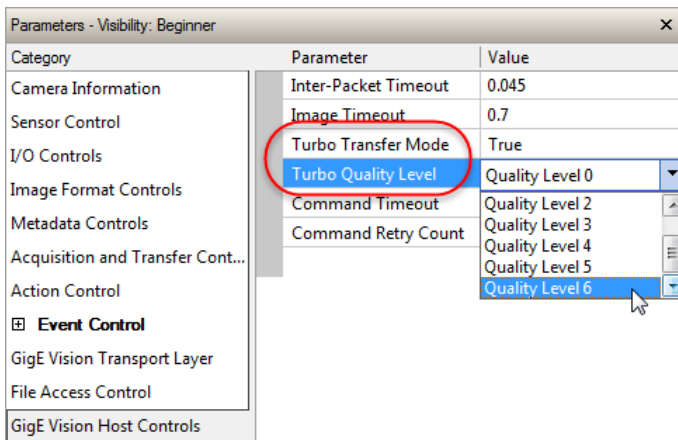 Parameters - Visibility: Beginner
Category
Parameter
Value
Camera Information
Sensor Control
I/O Controls
Image Format Controls
Metadata Controls
Acquisition and Transfer Cont...
Action Control
Event Control
GigE Vision Transport Layer
File Access Control
GigE Vision Host Controls
Inter-Packet Timeout 0.045
Image Timeout 0.7
Turbo Transfer Mode True
Turbo Quality Level Quality Level 0
Command Timeout
Command Retry Count
Quality Level 2
Quality Level 3
Quality Level 4
Quality Level 5
Quality Level 6